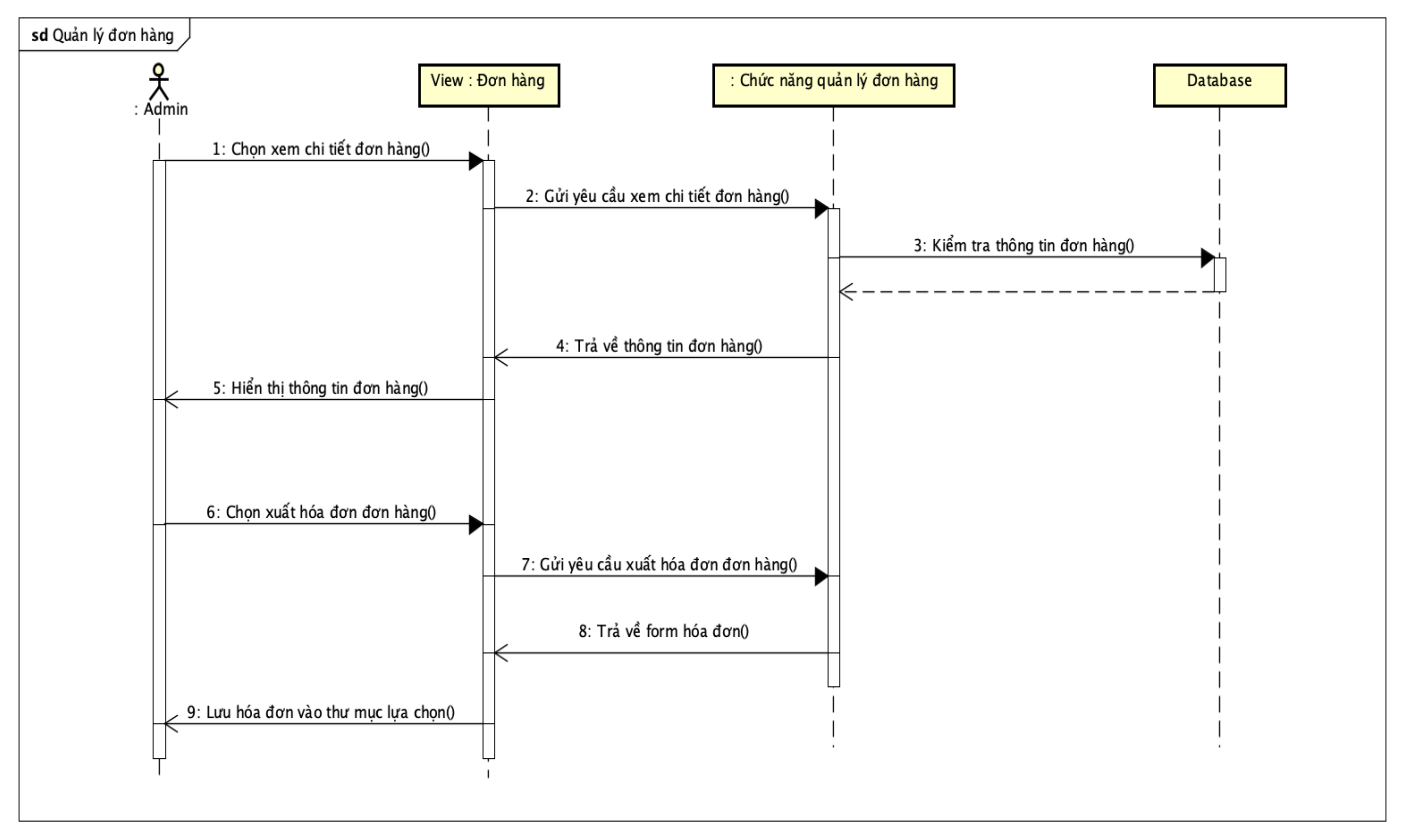 sd Quản lý đơn hàng
: Admin
View : Đơn hàng
: Chức năng quản lý đơn hàng
Database
1: Chọn xem chi tiết đơn hàng()
2: Gửi yêu cầu xem chi tiết đơn hàng()
3: Kiểm tra thông tin đơn hàng()
4: Trả về thông tin đơn hàng()
5: Hiển thị thông tin đơn hàng()
6: Chọn xuất hóa đơn đơn hàng()
7: Gửi yêu cầu xuất hóa đơn đơn hàng()
8: Trả về form hóa đơn()
9: Lưu hóa đơn vào thư mục lựa chọn()